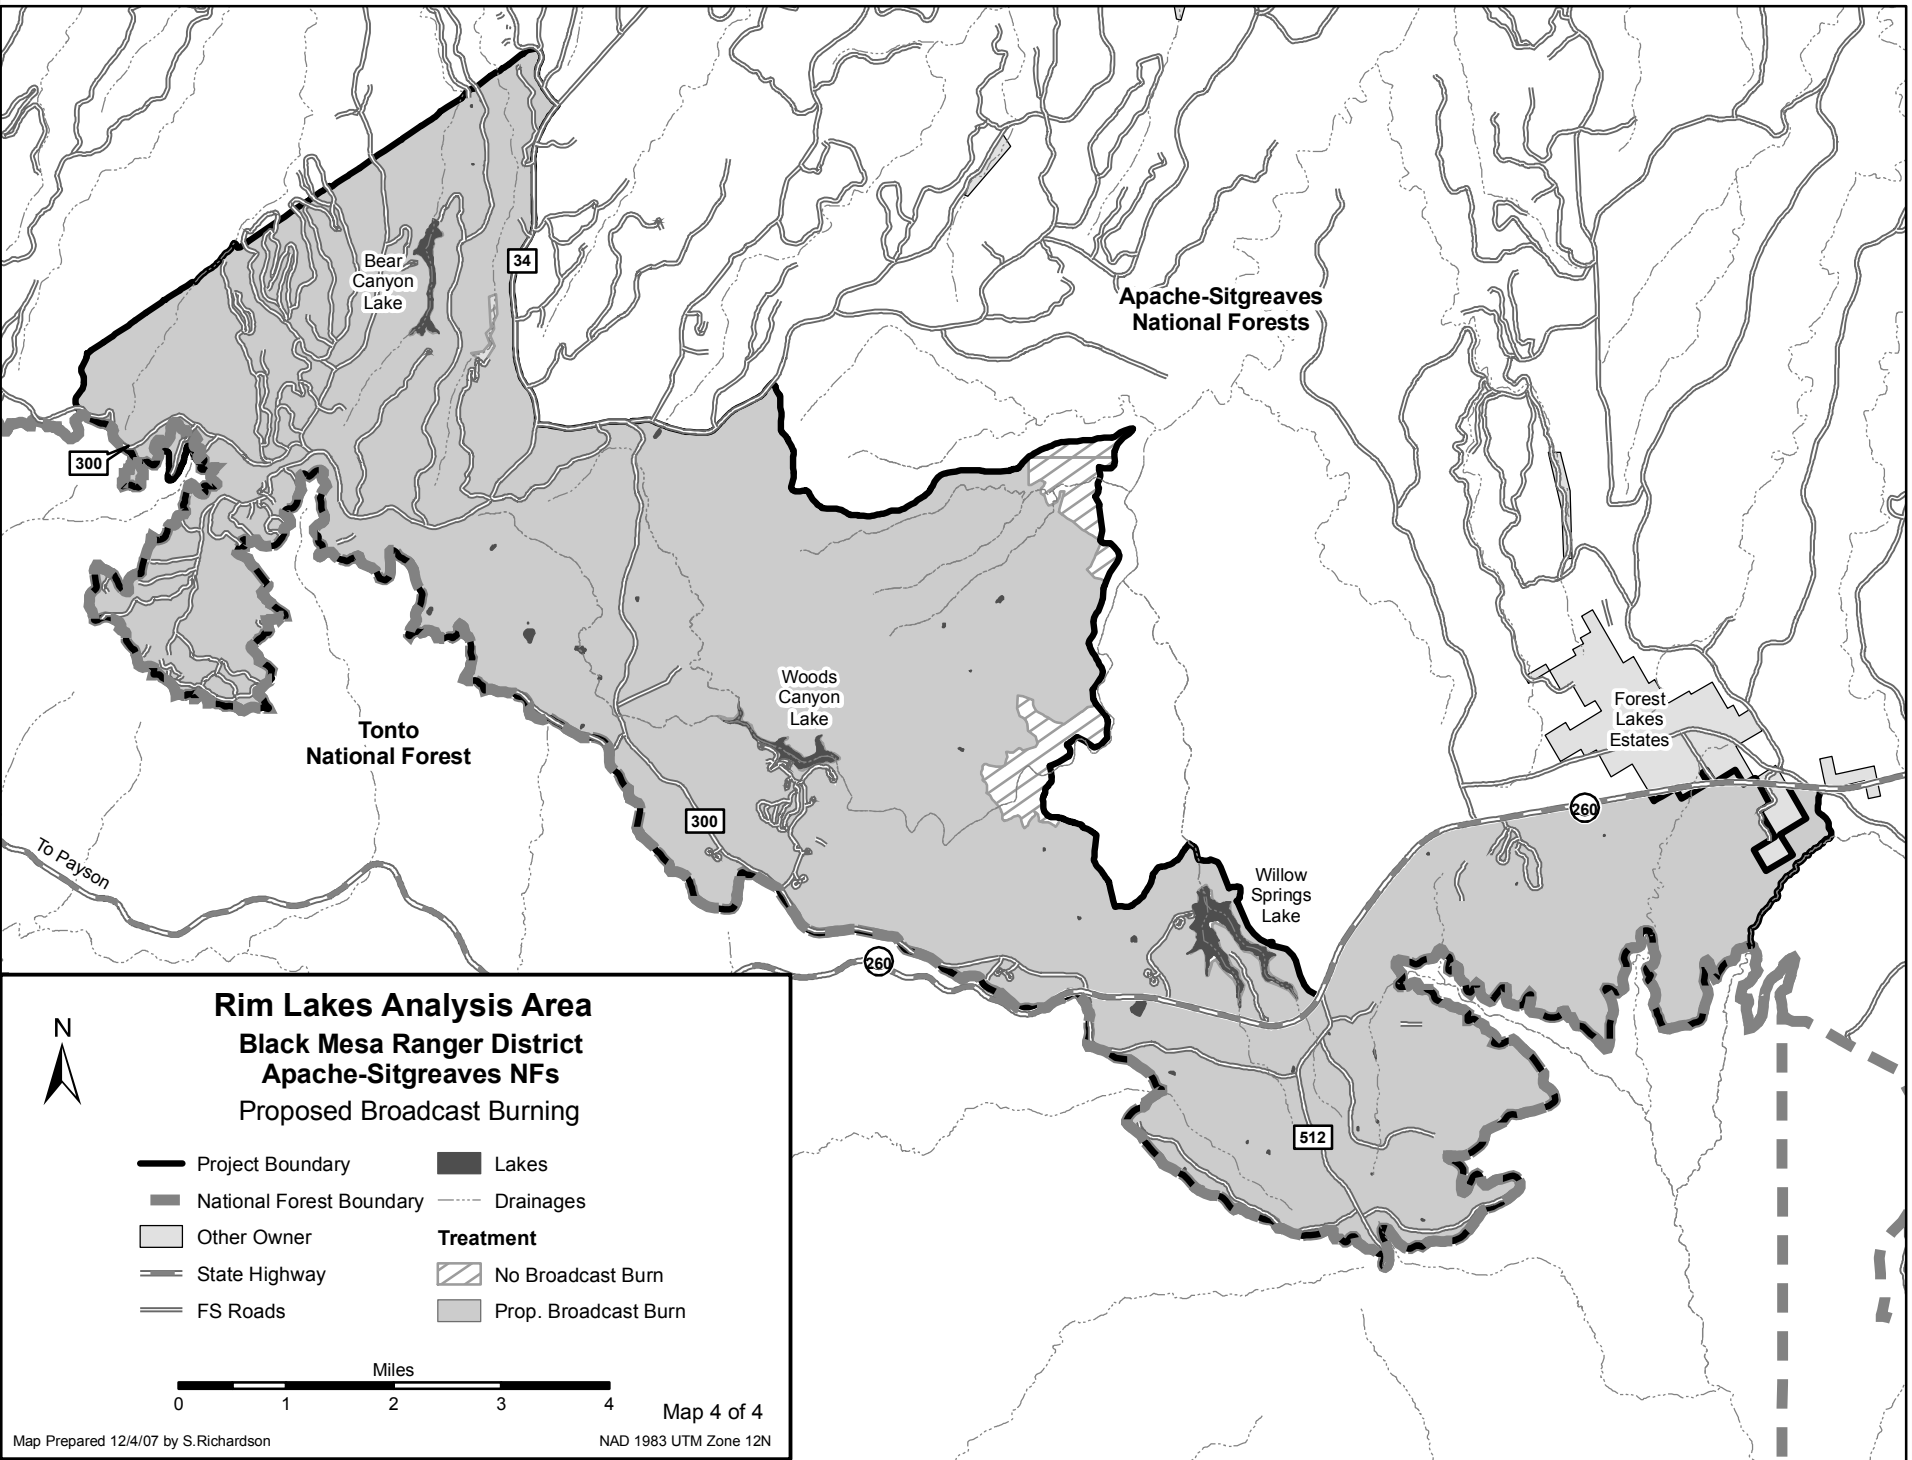 34
Bear
Canyon
Lake
Apache-Sitgreaves
National Forests
300
Woods
Canyon
Lake
Forest
Lakes
Estates
Tonto
National Forest
300
260
To Payson
Willow
Springs
Lake
260
512
Rim Lakes Analysis Area
Black Mesa Ranger District
Apache-Sitgreaves NFs
Proposed Broadcast Burning
N
Project Boundary
National Forest Boundary
Other Owner
State Highway
FS Roads
Lakes
Drainages
Treatment
No Broadcast Burn
Prop. Broadcast Burn
Miles
0 1 2 3 4
Map 4 of 4
Map Prepared 12/4/07 by S.Richardson
NAD 1983 UTM Zone 12N